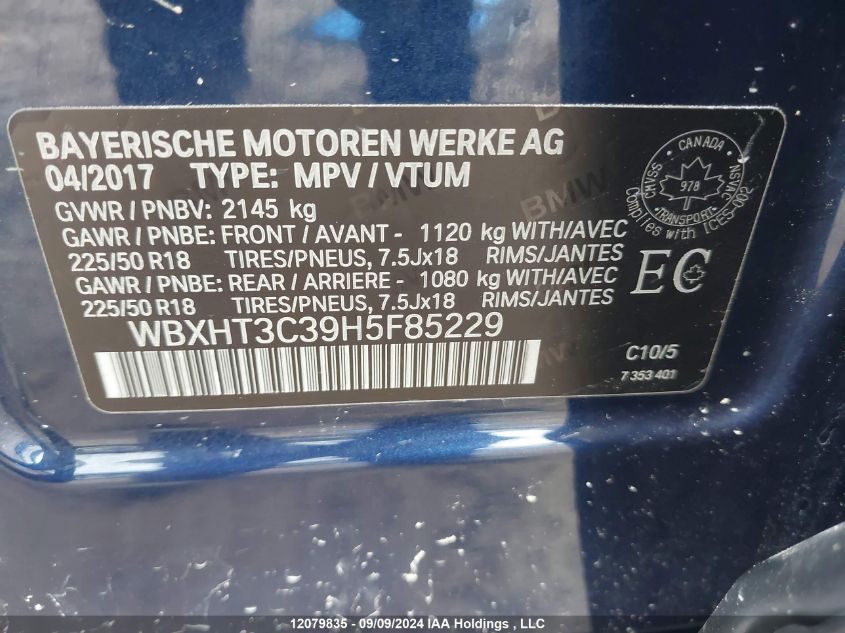 BAYERISCHE MOTOREN WERKE AG
04/2017 TYPE: MPV / VTUM
GVWR / PNBV: 2145 kg
GAWR / PNBE: FRONT / AVANT - 1120 kg WITH/AVEC
225/50 R18 TIRES/PNEUS, 7.5Jx18 RIMS/JANTES
GAWR / PNBE: REAR / ARRIERE - 1080 kg WITH/AVEC
225/50 R18 TIRES/PNEUS, 7.5Jx18 RIMS/JANTES
WBXHT3C39H5F85229
CMVSS · CANADA · NSVAC
978
TRANSPORT
Complies with ICES-002
EC
C10/5
7 353 401
BMW
12079835 - 09/09/2024 IAA Holdings , LLC